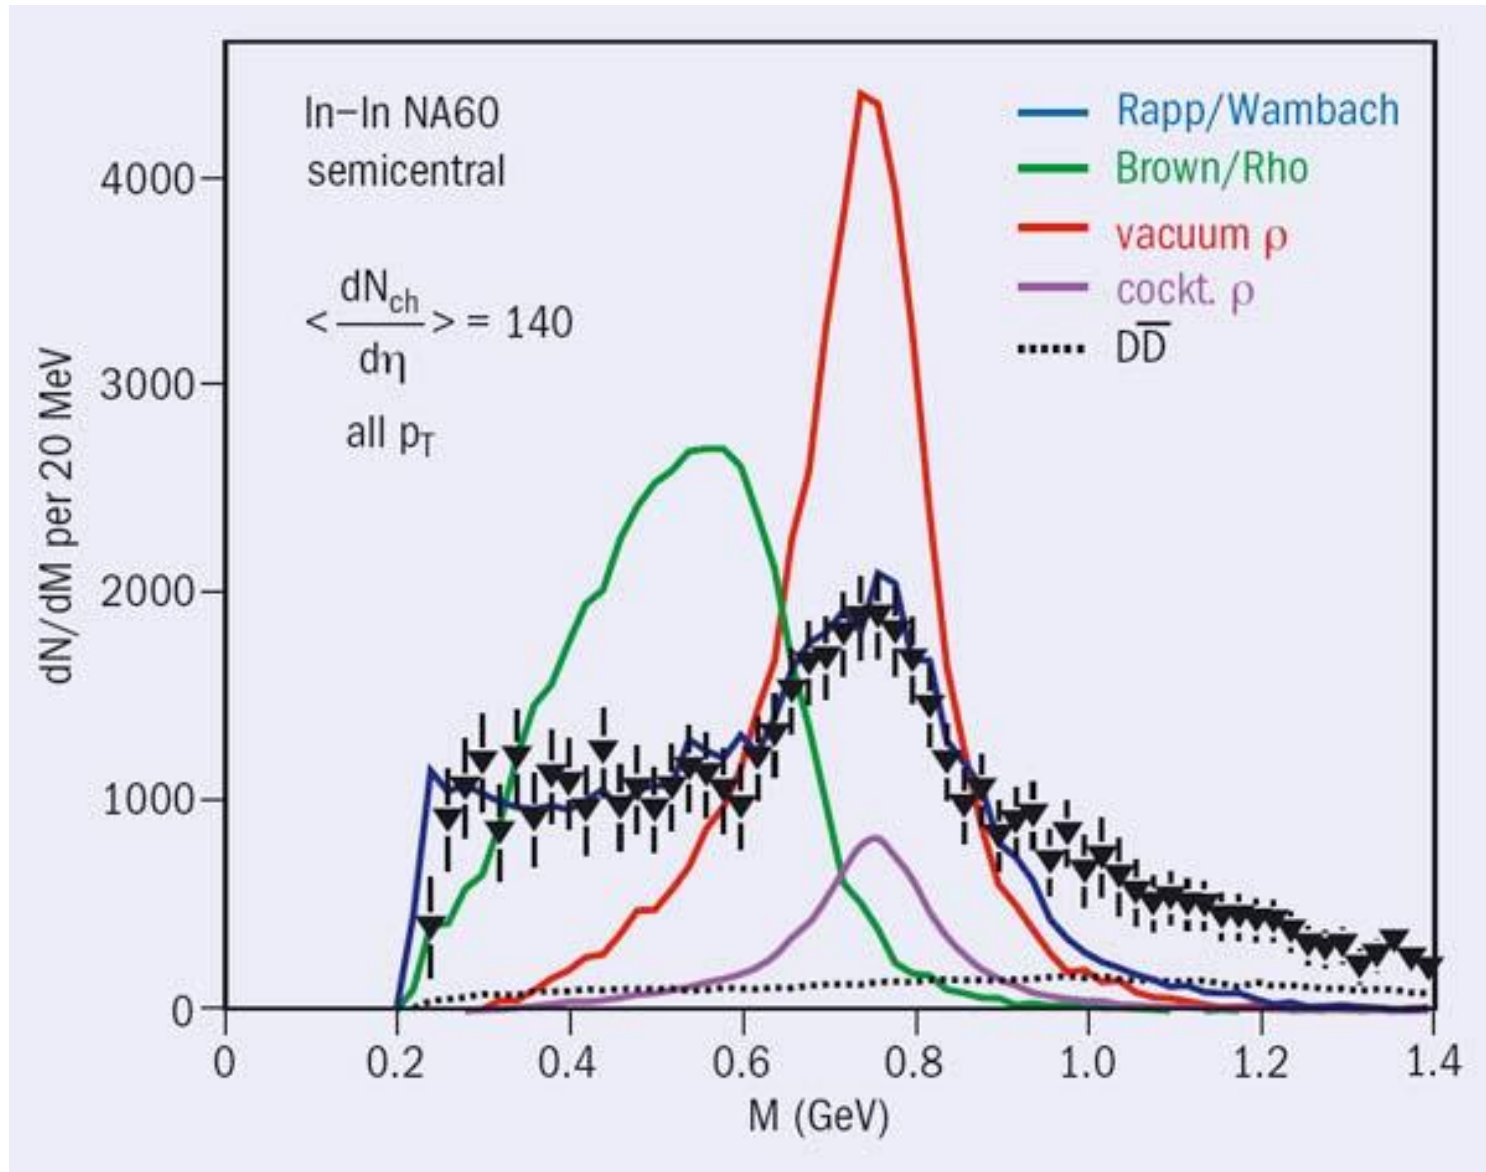 In–In NA60
semicentral
< dN_ch / dη > = 140
all p_T
Rapp/Wambach
Brown/Rho
vacuum ρ
cockt. ρ
DD̅
dN/dM per 20 MeV
4000
3000
2000
1000
0
0 0.2 0.4 0.6 0.8 1.0 1.2 1.4
M (GeV)